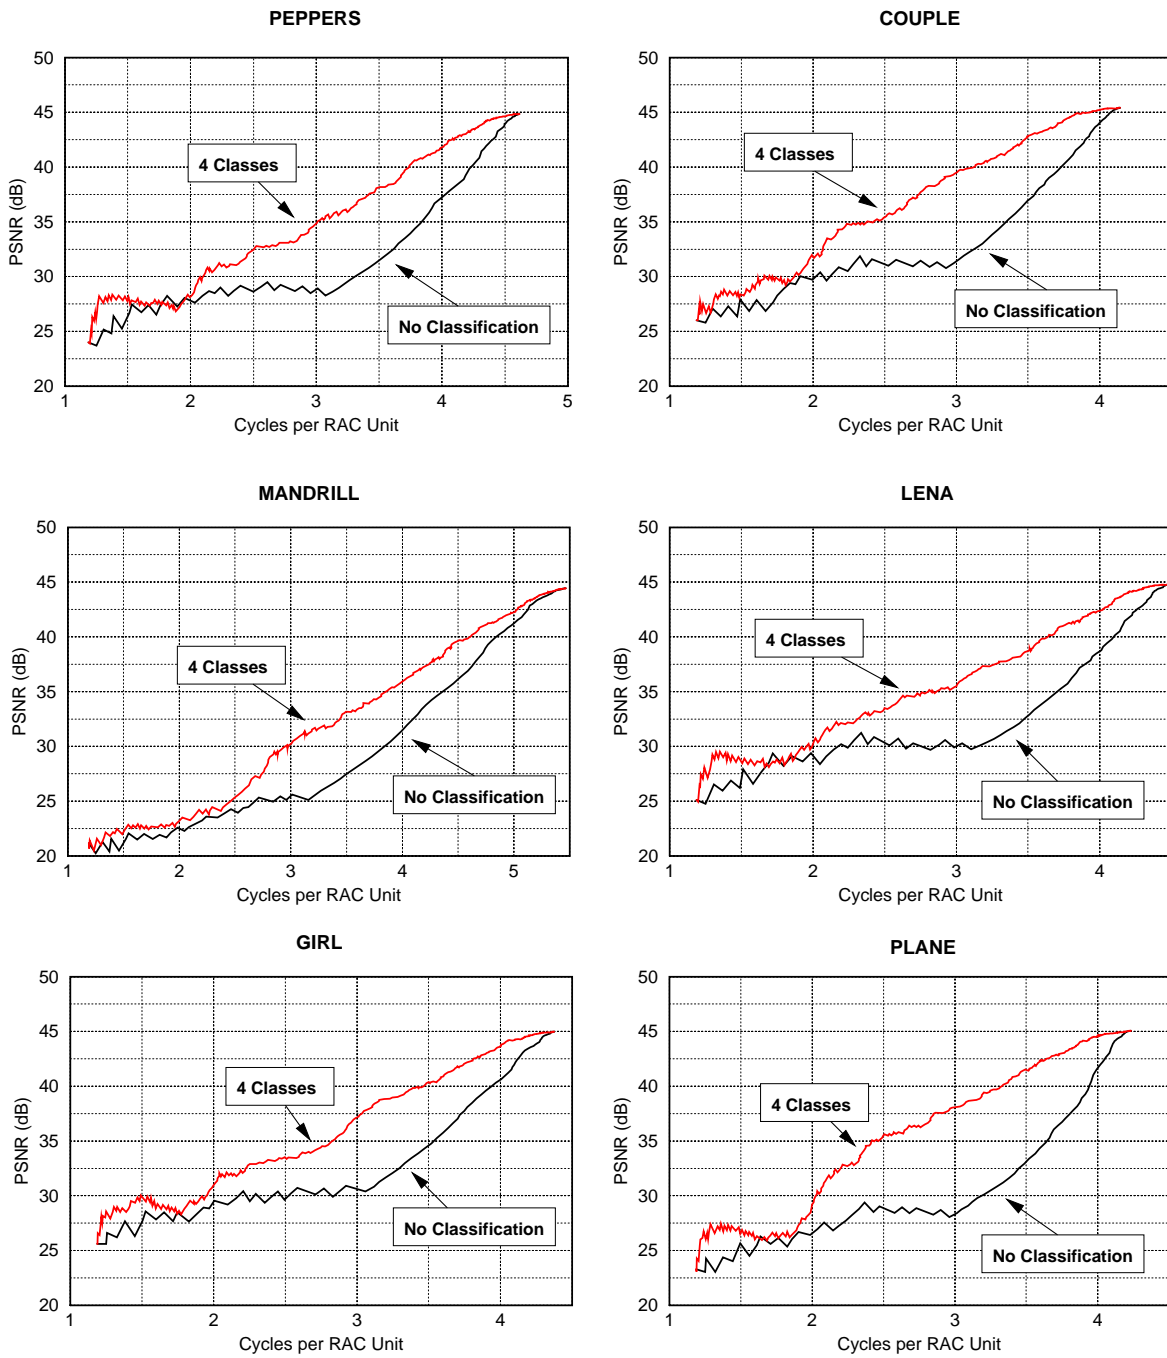 PEPPERS
50
45
40
35
30
25
20
PSNR (dB)
4 Classes
No Classification
1 2 3 4 5
Cycles per RAC Unit
COUPLE
50
45
40
35
30
25
20
PSNR (dB)
4 Classes
No Classification
1 2 3 4
Cycles per RAC Unit
MANDRILL
50
45
40
35
30
25
20
PSNR (dB)
4 Classes
No Classification
1 2 3 4 5
Cycles per RAC Unit
LENA
50
45
40
35
30
25
20
PSNR (dB)
4 Classes
No Classification
1 2 3 4
Cycles per RAC Unit
GIRL
50
45
40
35
30
25
20
PSNR (dB)
4 Classes
No Classification
1 2 3 4
Cycles per RAC Unit
PLANE
50
45
40
35
30
25
20
PSNR (dB)
4 Classes
No Classification
1 2 3 4
Cycles per RAC Unit